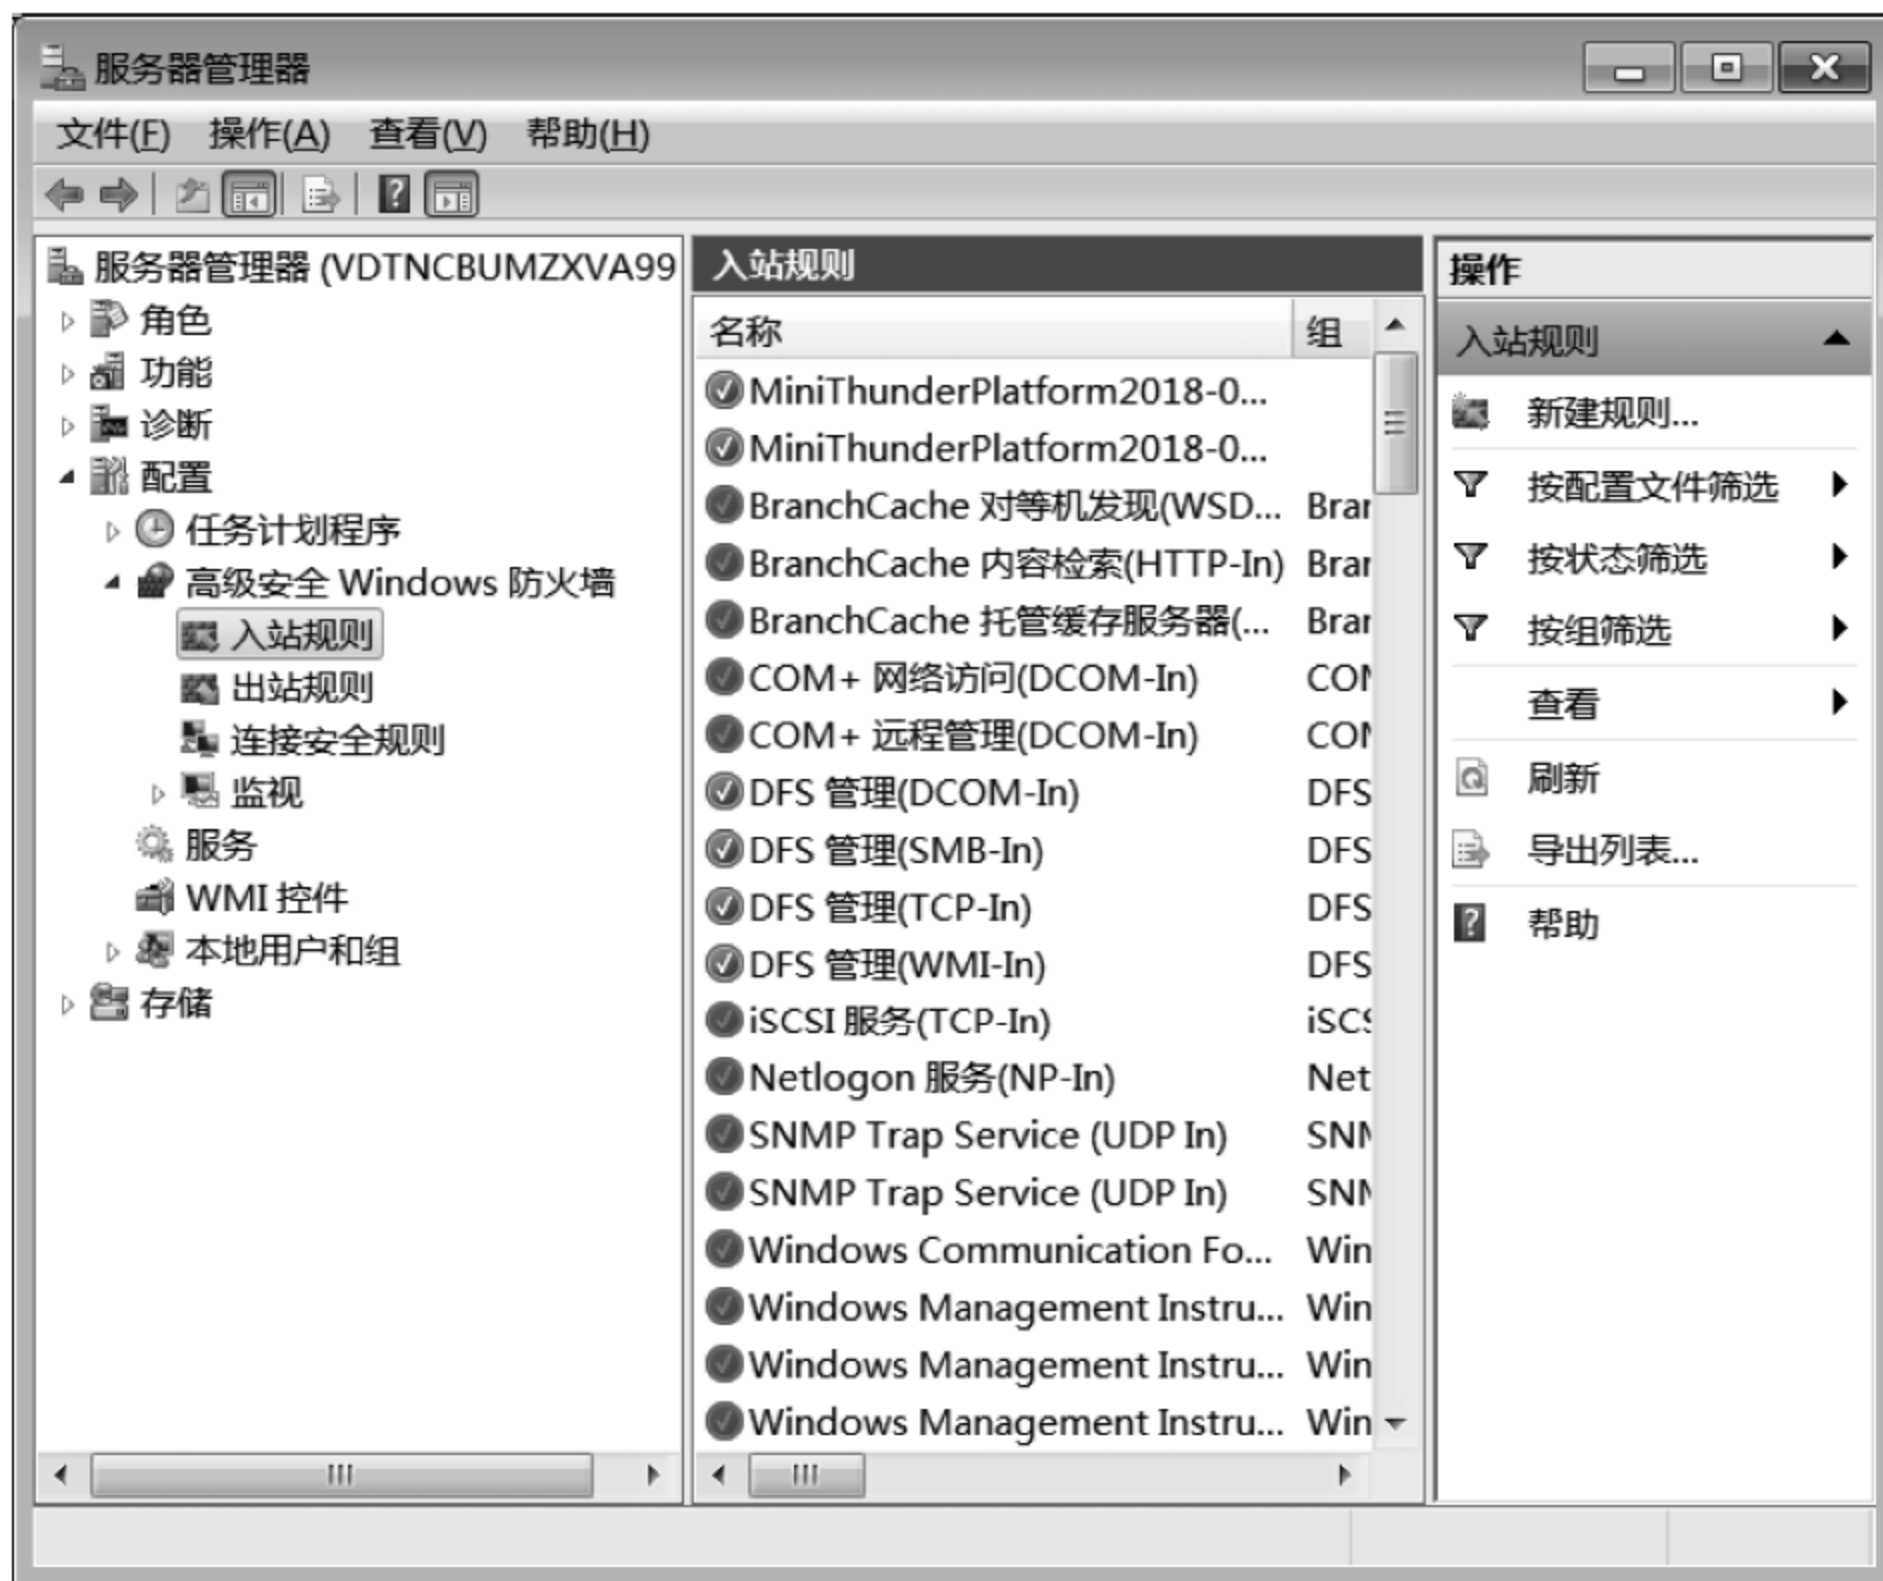 服务器管理器
文件(F) 操作(A) 查看(V) 帮助(H)
服务器管理器 (VDTNCBUMZXVA99
角色
功能
诊断
配置
任务计划程序
高级安全 Windows 防火墙
入站规则
出站规则
连接安全规则
监视
服务
WMI 控件
本地用户和组
存储
入站规则
名称 组
MiniThunderPlatform2018-0...
MiniThunderPlatform2018-0...
BranchCache 对等机发现(WSD... Bran
BranchCache 内容检索(HTTP-In) Bran
BranchCache 托管缓存服务器(... Bran
COM+ 网络访问(DCOM-In) COM
COM+ 远程管理(DCOM-In) COM
DFS 管理(DCOM-In) DFS
DFS 管理(SMB-In) DFS
DFS 管理(TCP-In) DFS
DFS 管理(WMI-In) DFS
iSCSI 服务(TCP-In) iSCS
Netlogon 服务(NP-In) Net
SNMP Trap Service (UDP In) SNM
SNMP Trap Service (UDP In) SNM
Windows Communication Fo... Win
Windows Management Instru... Win
Windows Management Instru... Win
Windows Management Instru... Win
操作
入站规则
新建规则...
按配置文件筛选
按状态筛选
按组筛选
查看
刷新
导出列表...
帮助